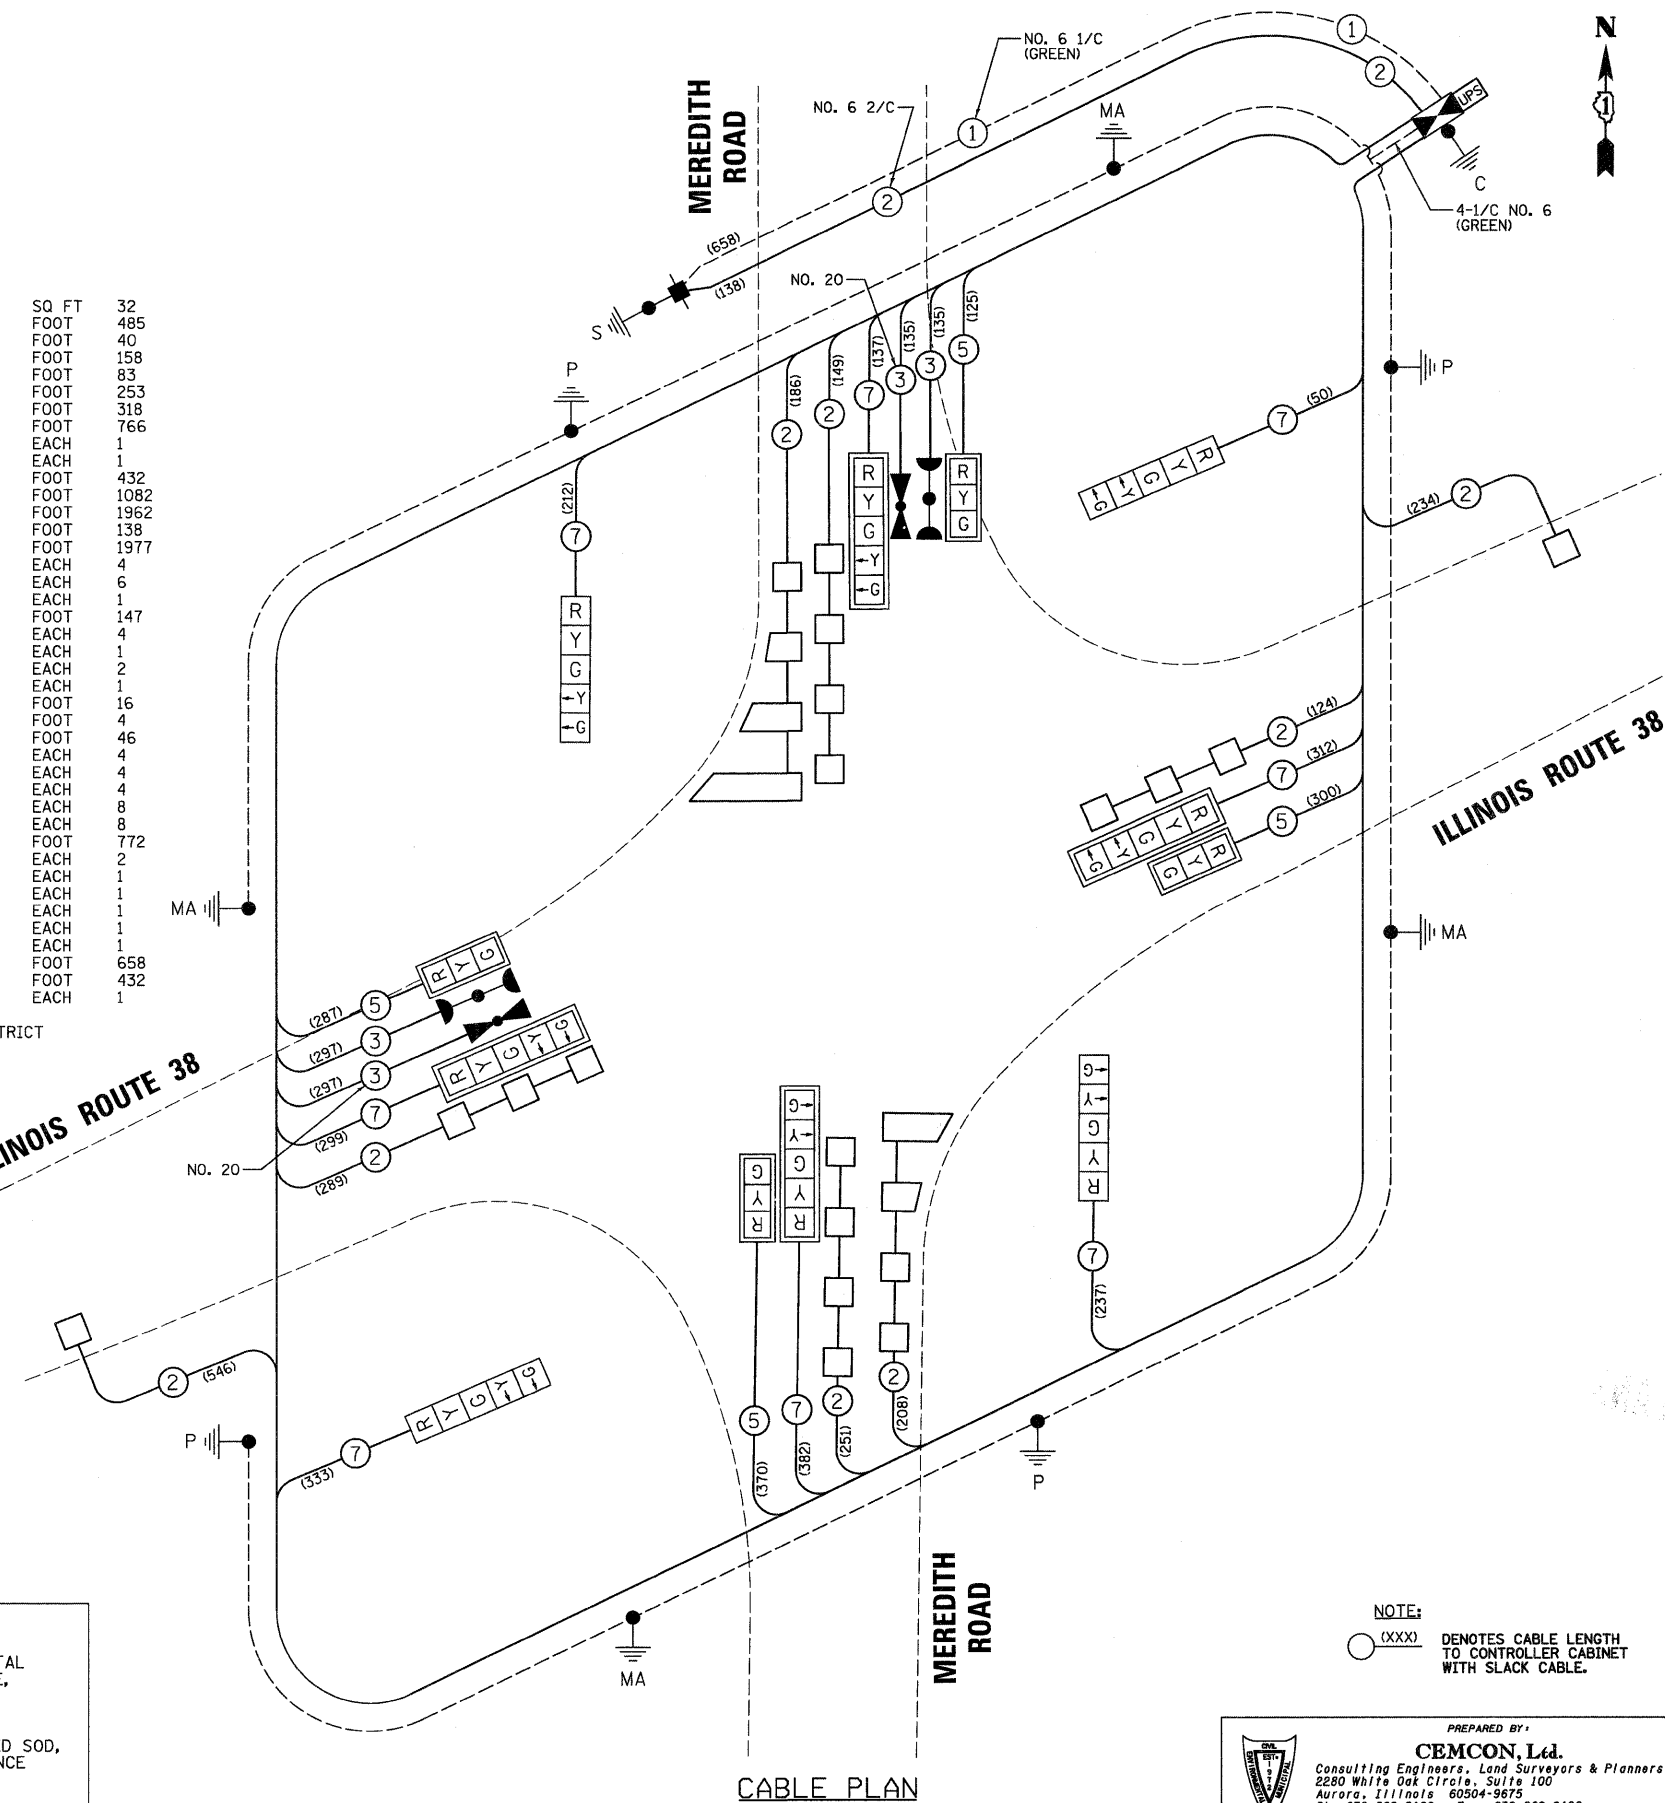 N
1
NO. 6 1/C
(GREEN)
1
2
UPS
NO. 6 2/C
MEREDITH
ROAD
1
MA
2
C
4-1/C NO. 6
(GREEN)
(658)
(138)
S
NO. 20
(125)
(135)
(135)
(137)
(149)
(186)
P
P
SQ FT 32
FOOT 485
FOOT 40
FOOT 158
FOOT 83
FOOT 253
FOOT 318
FOOT 766
EACH 1
EACH 1
FOOT 432
FOOT 1082
FOOT 1962
FOOT 138
FOOT 1977
EACH 4
EACH 6
EACH 1
FOOT 147
EACH 4
EACH 1
EACH 2
EACH 1
FOOT 16
FOOT 4
FOOT 46
EACH 4
EACH 4
EACH 4
EACH 8
EACH 8
FOOT 772
EACH 2
EACH 1
EACH 1
EACH 1
EACH 1
EACH 1
FOOT 658
FOOT 432
EACH 1
TRICT
2
2
7
3
3
5
7
(50)
R Y G Y G
R Y G Y G
R Y G
(212)
7
R Y G Y G
(234)
2
(124)
2
(312)
7
(300)
5
R Y G Y G
R Y G
ILLINOIS ROUTE 38
MA
MA
R Y G
(287)
5
(297)
3
(297)
3
R Y G Y G
(299)
7
(289)
2
NO. 20
LINOIS ROUTE 38
G Y G Y R
G Y R
G Y G Y R
7
(237)
(546)
2
P
R Y G Y G
7
(333)
5
7
2
2
(370)
(382)
(251)
(208)
P
MA
MEREDITH
ROAD
NOTE:
(XXX) DENOTES CABLE LENGTH
TO CONTROLLER CABINET
WITH SLACK CABLE.
TAL
E,
D SOD,
NCE
CABLE PLAN
PREPARED BY:
CEMCON, Ltd.
Consulting Engineers, Land Surveyors & Planners
2280 White Oak Circle, Suite 100
Aurora, Illinois 60504-9675
CIVIL
EST.
1972
ENVIRONMENTAL
MUNICIPAL